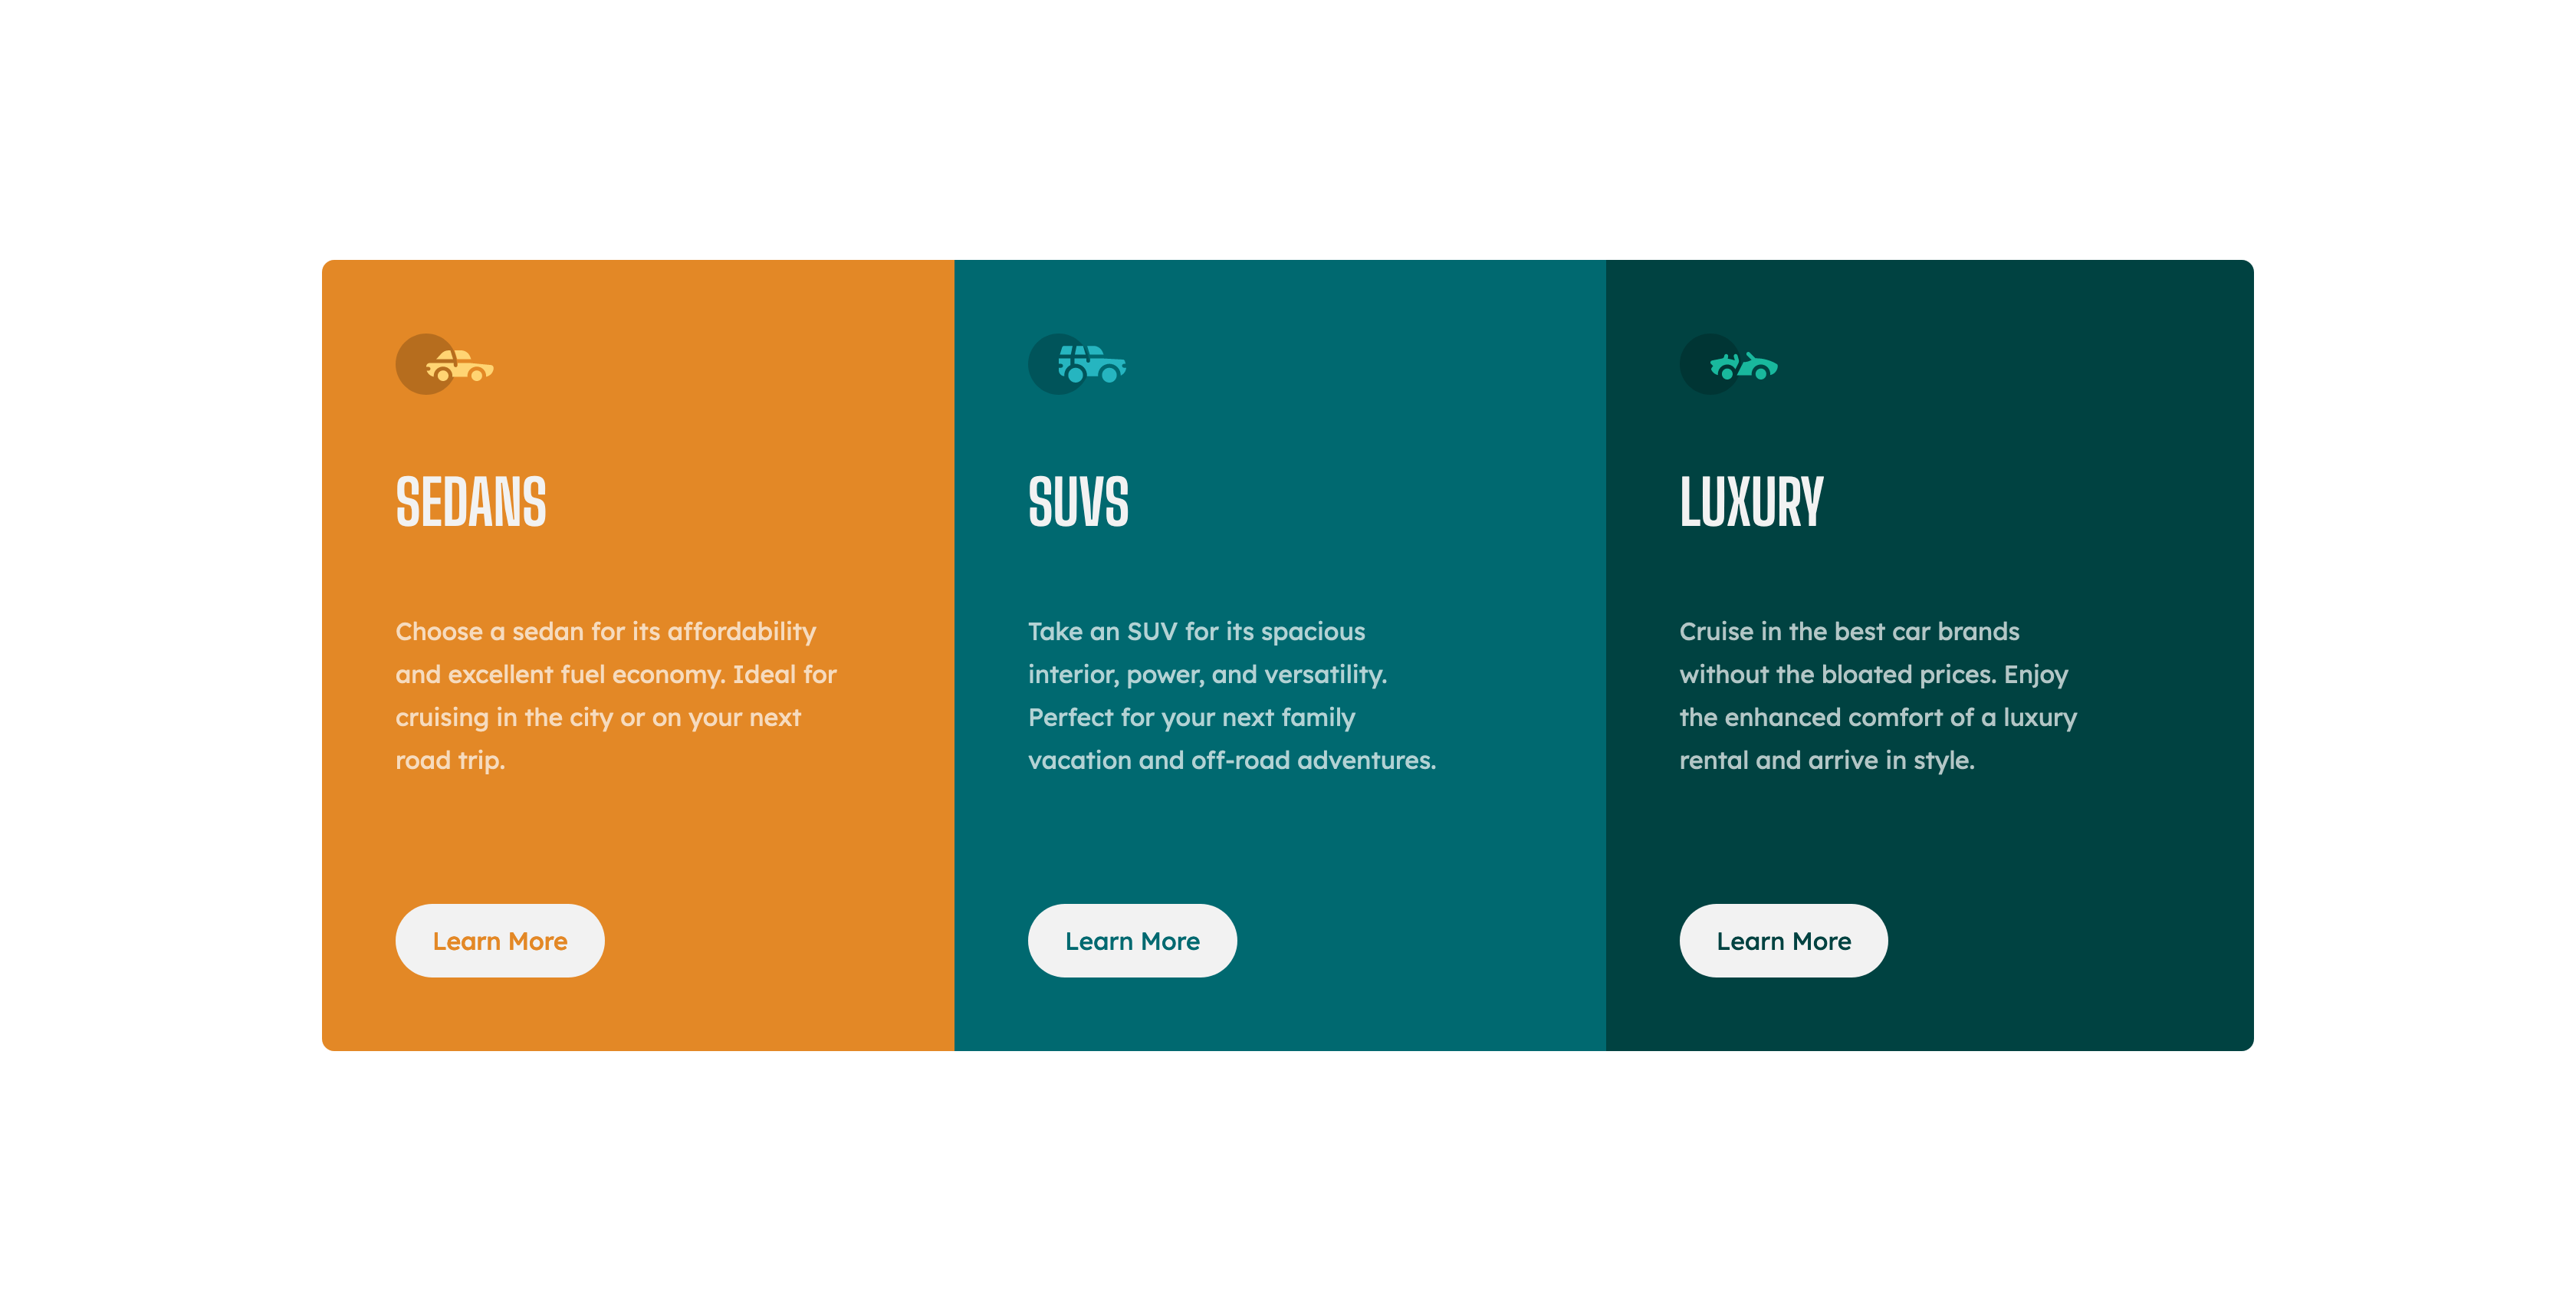 SEDANS
Choose a sedan for its affordability
and excellent fuel economy. Ideal for
cruising in the city or on your next
road trip.
Learn More
SUVS
Take an SUV for its spacious
interior, power, and versatility.
Perfect for your next family
vacation and off-road adventures.
Learn More
LUXURY
Cruise in the best car brands
without the bloated prices. Enjoy
the enhanced comfort of a luxury
rental and arrive in style.
Learn More